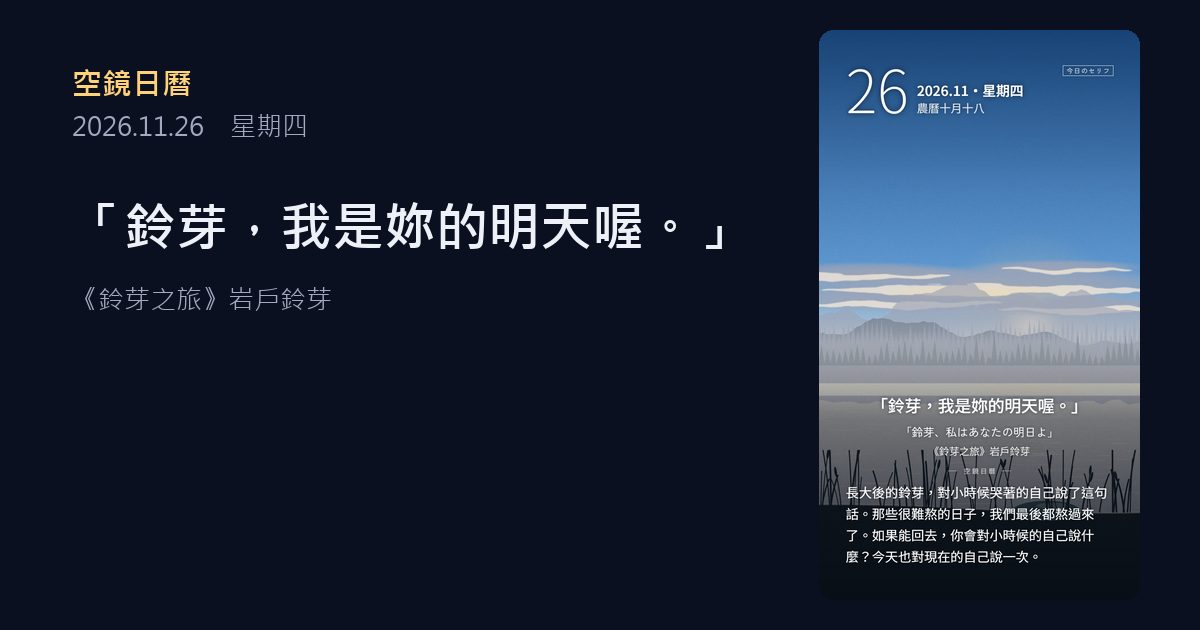 空鏡日曆
2026.11.26 星期四
「鈴芽，我是妳的明天喔。」
《鈴芽之旅》岩戶鈴芽
26
2026.11・星期四
農曆十月十八
今日のセリフ
「鈴芽，我是妳的明天喔。」
「鈴芽、私はあなたの明日よ」
《鈴芽之旅》岩戶鈴芽
— 空鏡日曆 —
長大後的鈴芽，對小時候哭著的自己說了這句
話。那些很難熬的日子，我們最後都熬過來
了。如果能回去，你會對小時候的自己說什
麼？今天也對現在的自己說一次。